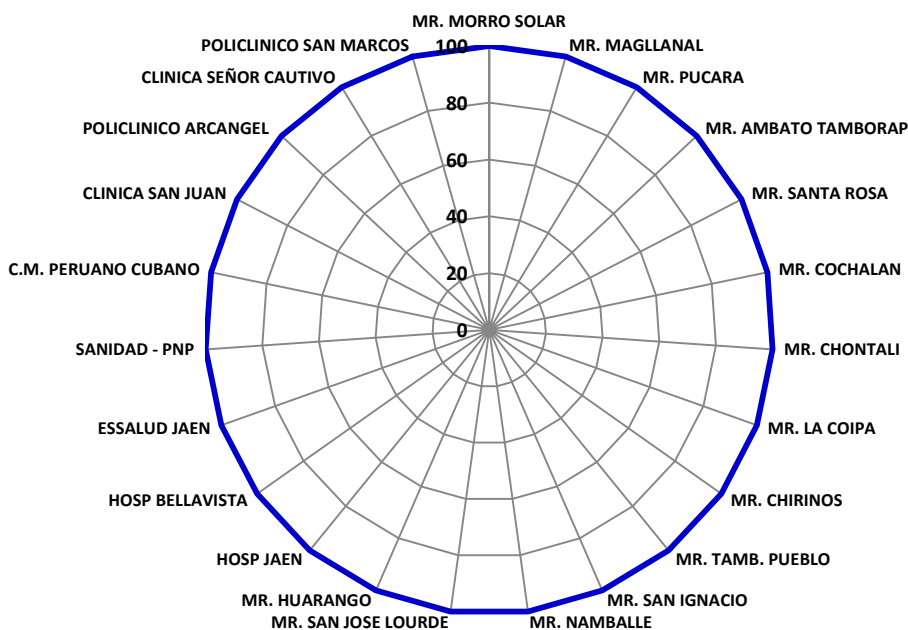 MR. MORRO SOLAR
MR. MAGLLANAL
MR. PUCARA
MR. AMBATO TAMBORAP
MR. SANTA ROSA
MR. COCHALAN
MR. CHONTALI
MR. LA COIPA
MR. CHIRINOS
MR. TAMB. PUEBLO
MR. SAN IGNACIO
MR. NAMBALLE
MR. SAN JOSE LOURDE
MR. HUARANGO
HOSP JAEN
HOSP BELLAVISTA
ESSALUD JAEN
SANIDAD - PNP
C.M. PERUANO CUBANO
CLINICA SAN JUAN
POLICLINICO ARCANGEL
CLINICA SEÑOR CAUTIVO
POLICLINICO SAN MARCOS
100
80
60
40
20
0